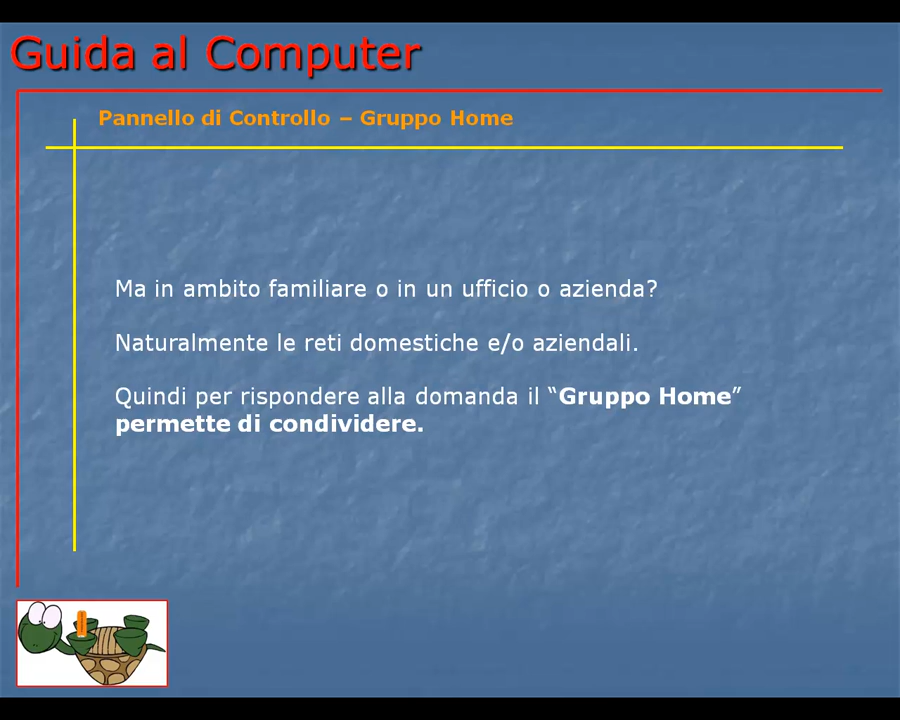 Guida al Computer
Pannello di Controllo – Gruppo Home
Ma in ambito familiare o in un ufficio o azienda?
Naturalmente le reti domestiche e/o aziendali.
Quindi per rispondere alla domanda il “Gruppo Home”
permette di condividere.